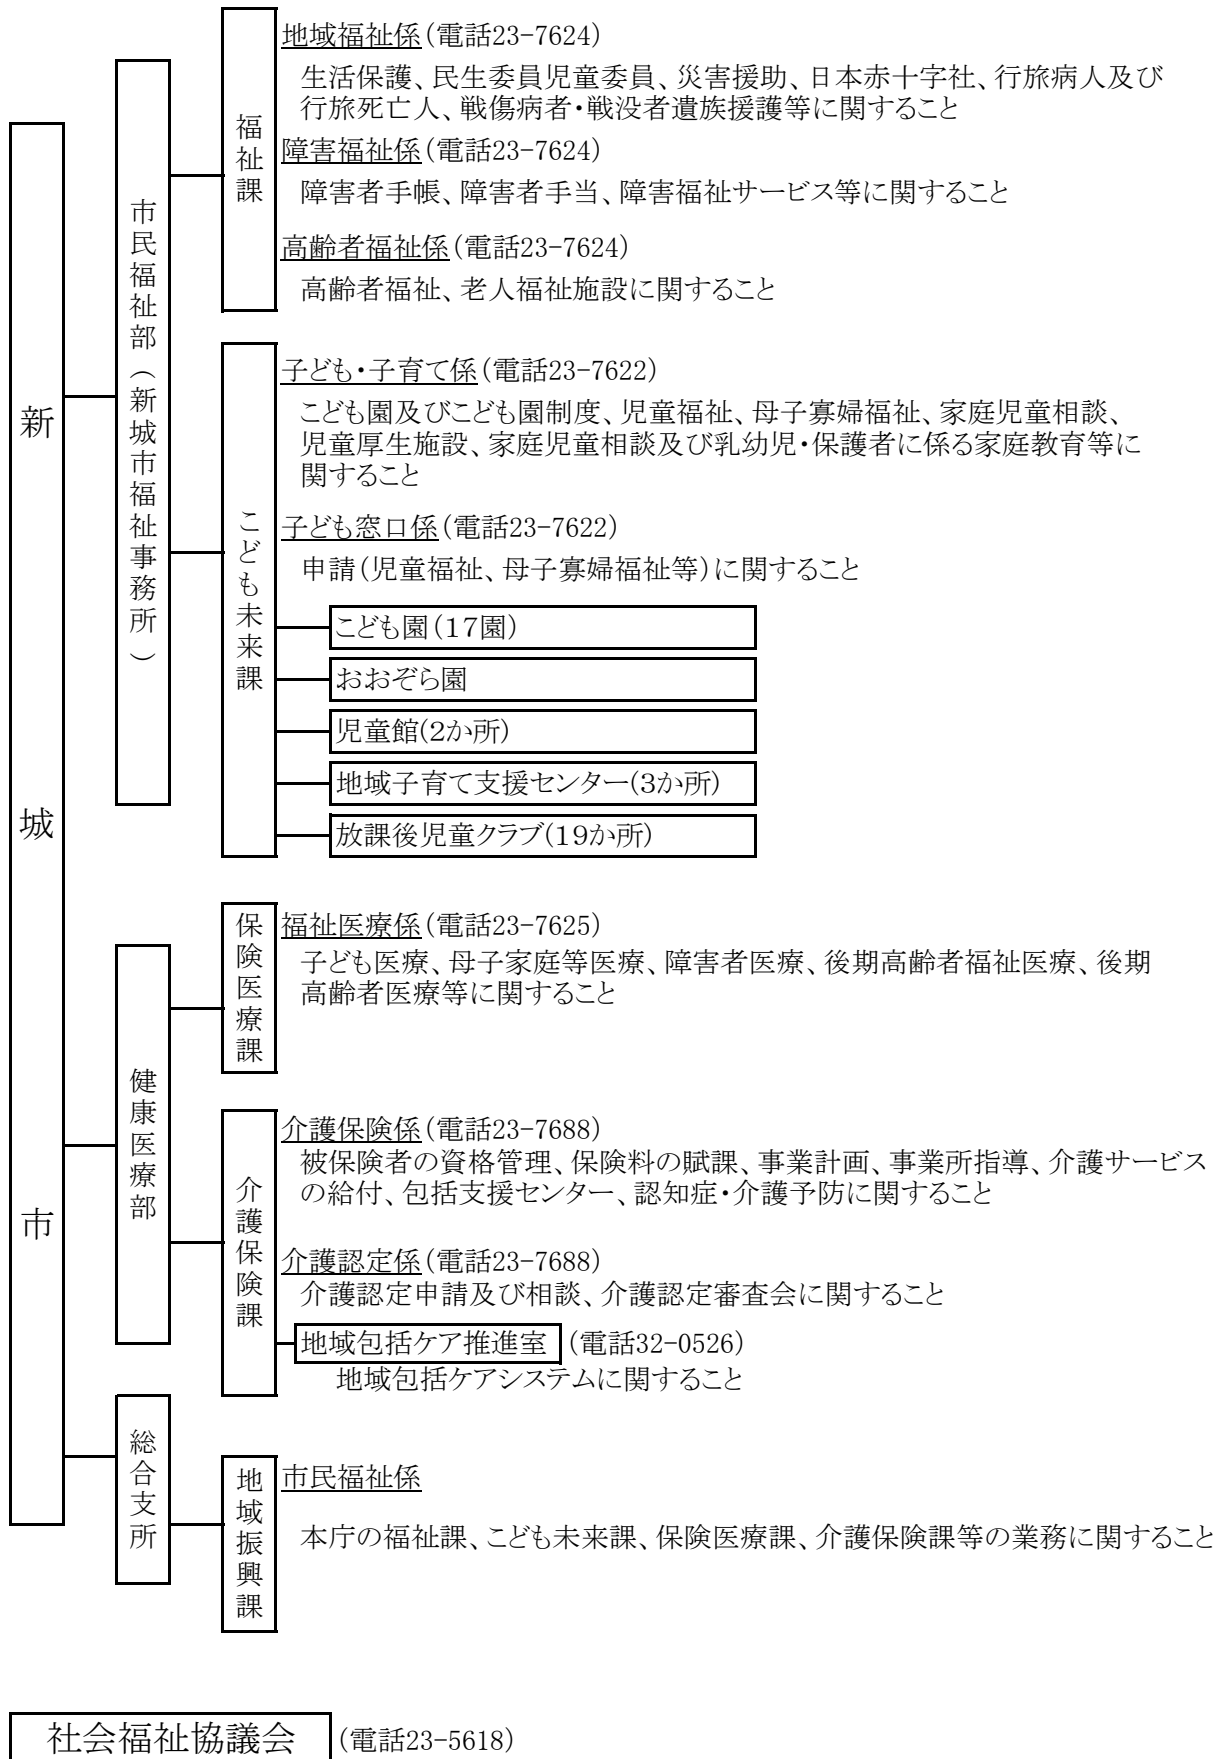 新城市
市民福祉部（新城市福祉事務所）
福祉課
地域福祉係(電話23-7624)
生活保護、民生委員児童委員、災害援助、日本赤十字社、行旅病人及び
行旅死亡人、戦傷病者・戦没者遺族援護等に関すること
障害福祉係(電話23-7624)
障害者手帳、障害者手当、障害福祉サービス等に関すること
高齢者福祉係(電話23-7624)
高齢者福祉、老人福祉施設に関すること
こども未来課
子ども・子育て係(電話23-7622)
こども園及びこども園制度、児童福祉、母子寡婦福祉、家庭児童相談、
児童厚生施設、家庭児童相談及び乳幼児・保護者に係る家庭教育等に
関すること
子ども窓口係(電話23-7622)
申請(児童福祉、母子寡婦福祉等)に関すること
こども園(17園)
おおぞら園
児童館(2か所)
地域子育て支援センター(3か所)
放課後児童クラブ(19か所)
健康医療部
保険医療課
福祉医療係(電話23-7625)
子ども医療、母子家庭等医療、障害者医療、後期高齢者福祉医療、後期
高齢者医療等に関すること
介護保険課
介護保険係(電話23-7688)
被保険者の資格管理、保険料の賦課、事業計画、事業所指導、介護サービス
の給付、包括支援センター、認知症・介護予防に関すること
介護認定係(電話23-7688)
介護認定申請及び相談、介護認定審査会に関すること
地域包括ケア推進室 (電話32-0526)
地域包括ケアシステムに関すること
総合支所
地域振興課
市民福祉係
本庁の福祉課、こども未来課、保険医療課、介護保険課等の業務に関すること
社会福祉協議会 (電話23-5618)